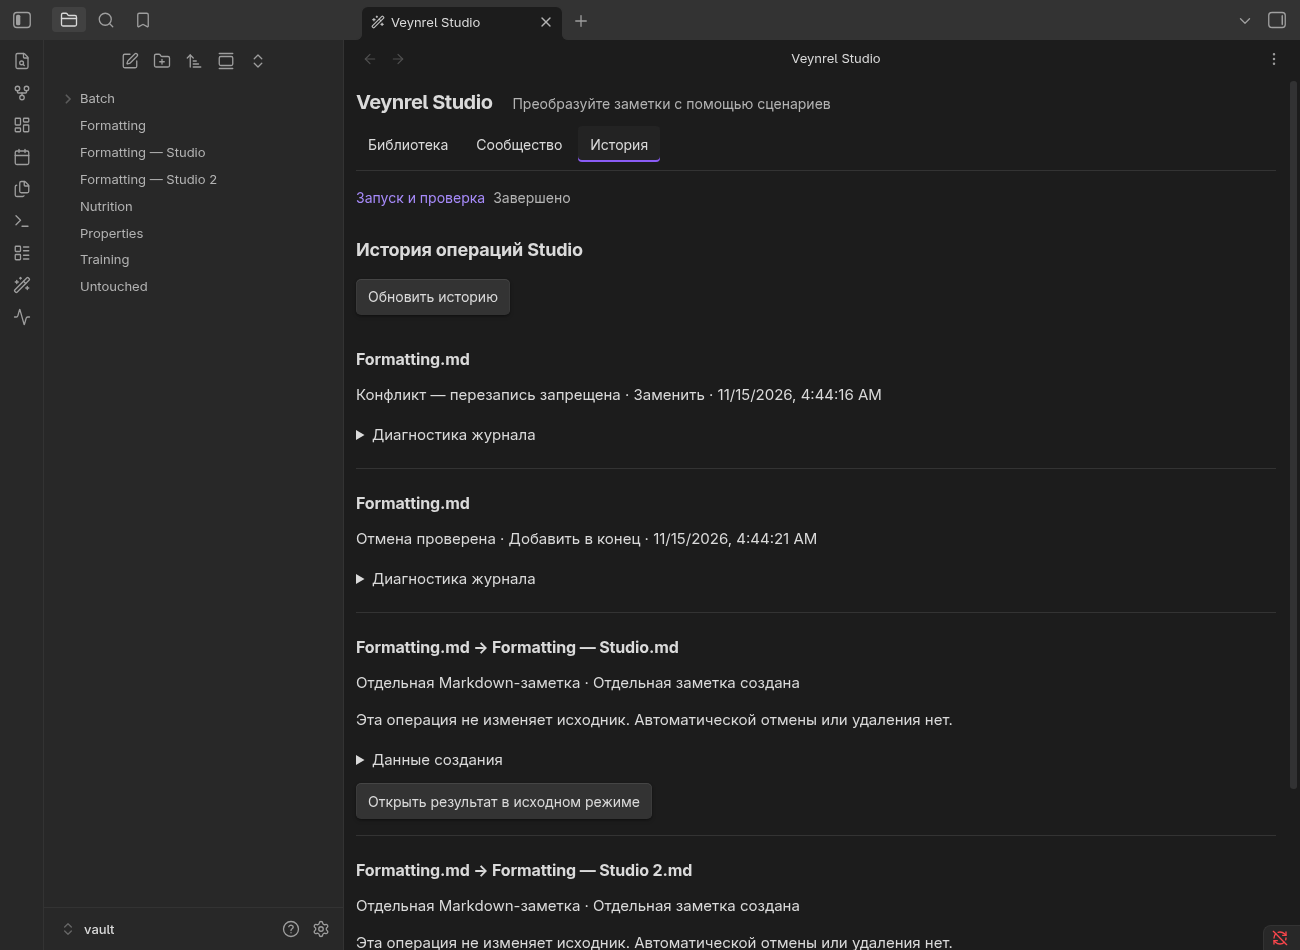 Veynrel Studio
Veynrel Studio
Batch
Formatting
Formatting — Studio
Formatting — Studio 2
Nutrition
Properties
Training
Untouched
vault
Veynrel Studio Преобразуйте заметки с помощью сценариев
Библиотека Сообщество История
Запуск и проверка Завершено
История операций Studio
Обновить историю
Formatting.md
Конфликт — перезапись запрещена · Заменить · 11/15/2026, 4:44:16 AM
Диагностика журнала
Formatting.md
Отмена проверена · Добавить в конец · 11/15/2026, 4:44:21 AM
Диагностика журнала
Formatting.md → Formatting — Studio.md
Отдельная Markdown-заметка · Отдельная заметка создана
Эта операция не изменяет исходник. Автоматической отмены или удаления нет.
Данные создания
Открыть результат в исходном режиме
Formatting.md → Formatting — Studio 2.md
Отдельная Markdown-заметка · Отдельная заметка создана
Эта операция не изменяет исходник. Автоматической отмены или удаления нет.